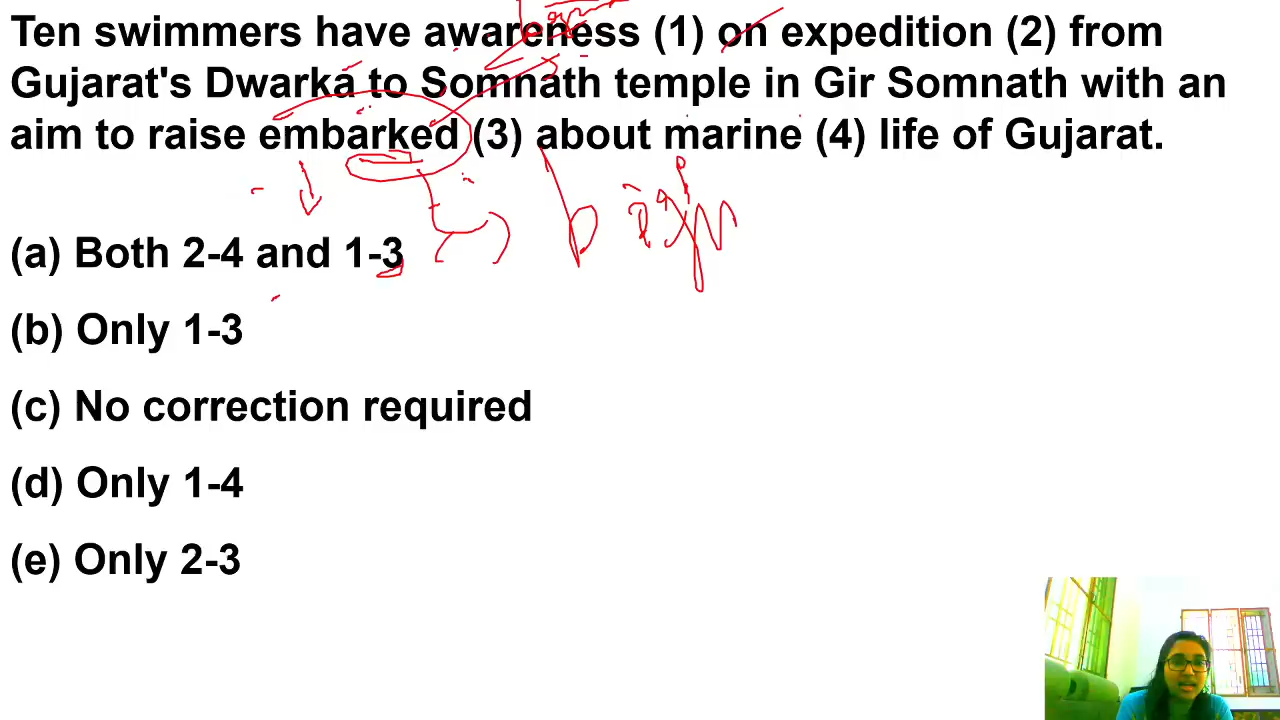 Ten swimmers have awareness (1) on expedition (2) from
Gujarat's Dwarka to Somnath temple in Gir Somnath with an
aim to raise embarked (3) about marine (4) life of Gujarat.
(a) Both 2-4 and 1-3
(b) Only 1-3
(c) No correction required
(d) Only 1-4
(e) Only 2-3